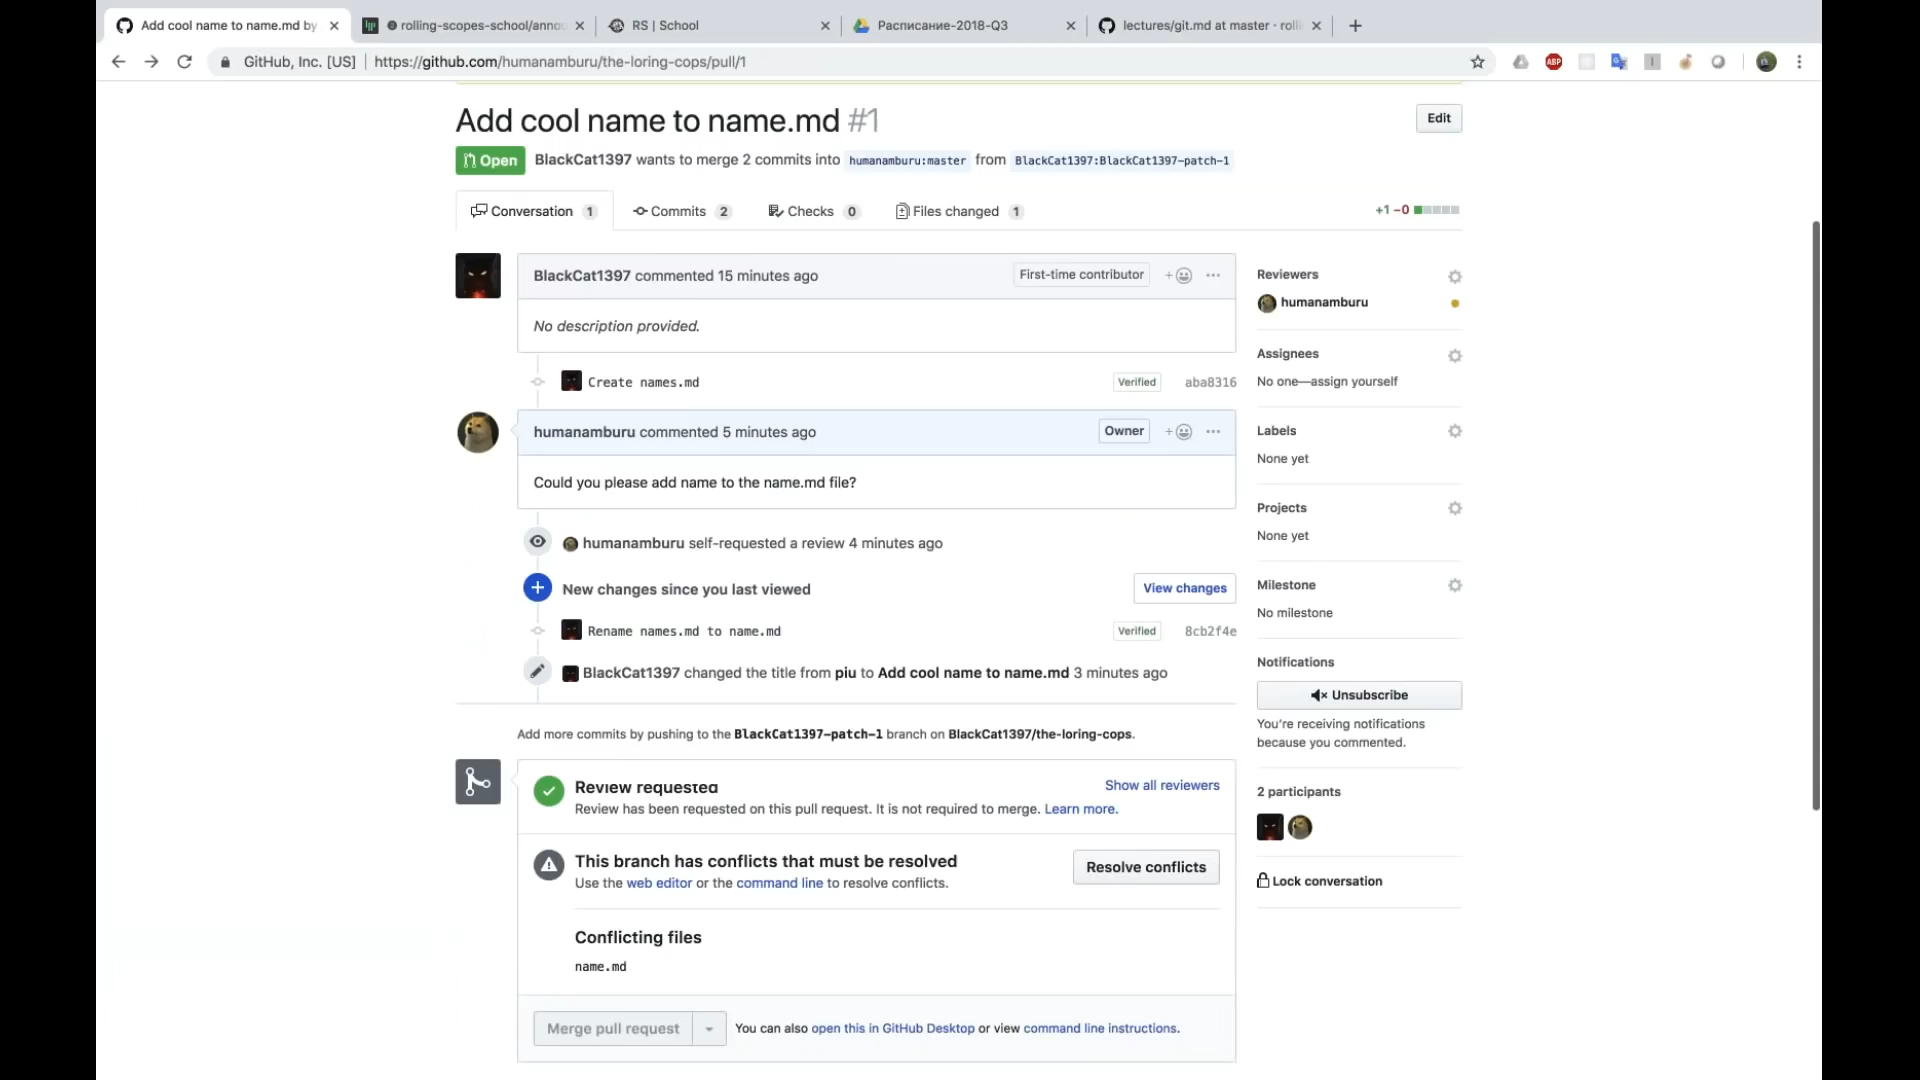 Add cool name to name.md by
rolling-scopes-school/annou
RS | School
Расписание-2018-Q3
lectures/git.md at master · rolli
GitHub, Inc. [US]
https://github.com/humanamburu/the-loring-cops/pull/1
ABP
Add cool name to name.md #1
Edit
Open
BlackCat1397 wants to merge 2 commits into humanamburu:master from BlackCat1397:BlackCat1397-patch-1
Conversation 1
Commits 2
Checks 0
Files changed 1
+1 −0
BlackCat1397 commented 15 minutes ago
First-time contributor
No description provided.
Create names.md
Verified
aba8316
humanamburu commented 5 minutes ago
Owner
Could you please add name to the name.md file?
humanamburu self-requested a review 4 minutes ago
New changes since you last viewed
View changes
Rename names.md to name.md
Verified
8cb2f4e
BlackCat1397 changed the title from piu to Add cool name to name.md 3 minutes ago
Add more commits by pushing to the BlackCat1397-patch-1 branch on BlackCat1397/the-loring-cops.
Review requested
Show all reviewers
Review has been requested on this pull request. It is not required to merge. Learn more.
This branch has conflicts that must be resolved
Use the web editor or the command line to resolve conflicts.
Resolve conflicts
Conflicting files
name.md
Merge pull request
You can also open this in GitHub Desktop or view command line instructions.
Reviewers
humanamburu
Assignees
No one—assign yourself
Labels
None yet
Projects
None yet
Milestone
No milestone
Notifications
Unsubscribe
You’re receiving notifications
because you commented.
2 participants
Lock conversation